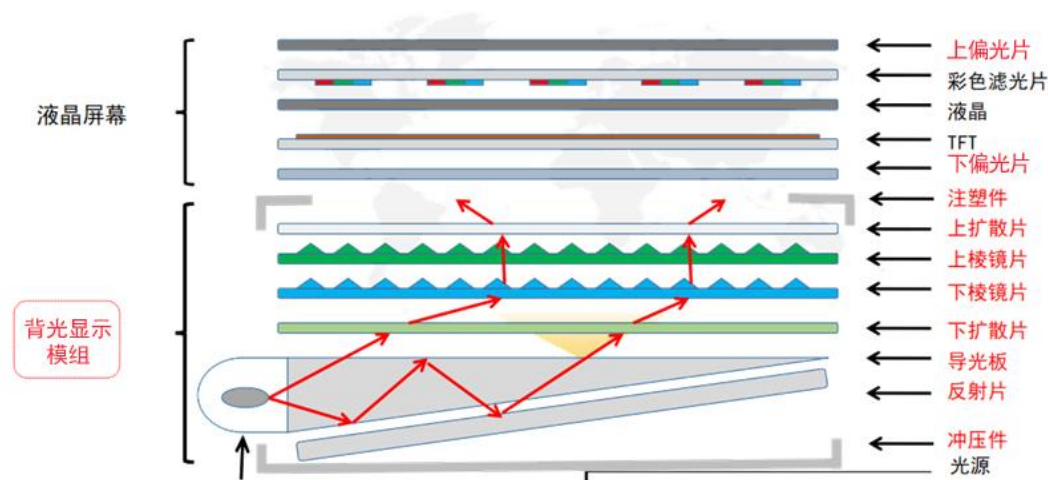 上偏光片
彩色滤光片
液晶屏幕
液晶
TFT
下偏光片
注塑件
上扩散片
上棱镜片
下棱镜片
背光显示
模组
下扩散片
导光板
反射片
冲压件
光源